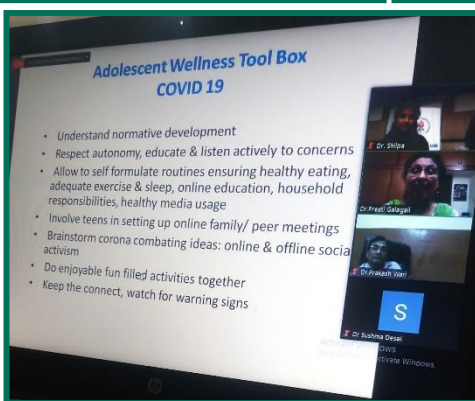 Adolescent Wellness Tool Box
COVID 19
• Understand normative development
• Respect autonomy, educate & listen actively to concerns
• Allow to self formulate routines ensuring healthy eating,
adequate exercise & sleep, online education, household
responsibilities, healthy media usage
• Involve teens in setting up online family/ peer meetings
• Brainstorm corona combating ideas: online & offline socia
activism
• Do enjoyable fun filled activities together
• Keep the connect, watch for warning signs
Dr. Shilpa
Dr.Preeti Galagali
Dr.Prakash Wari
S
Dr Sushma Desai
Activate Windows.
hp